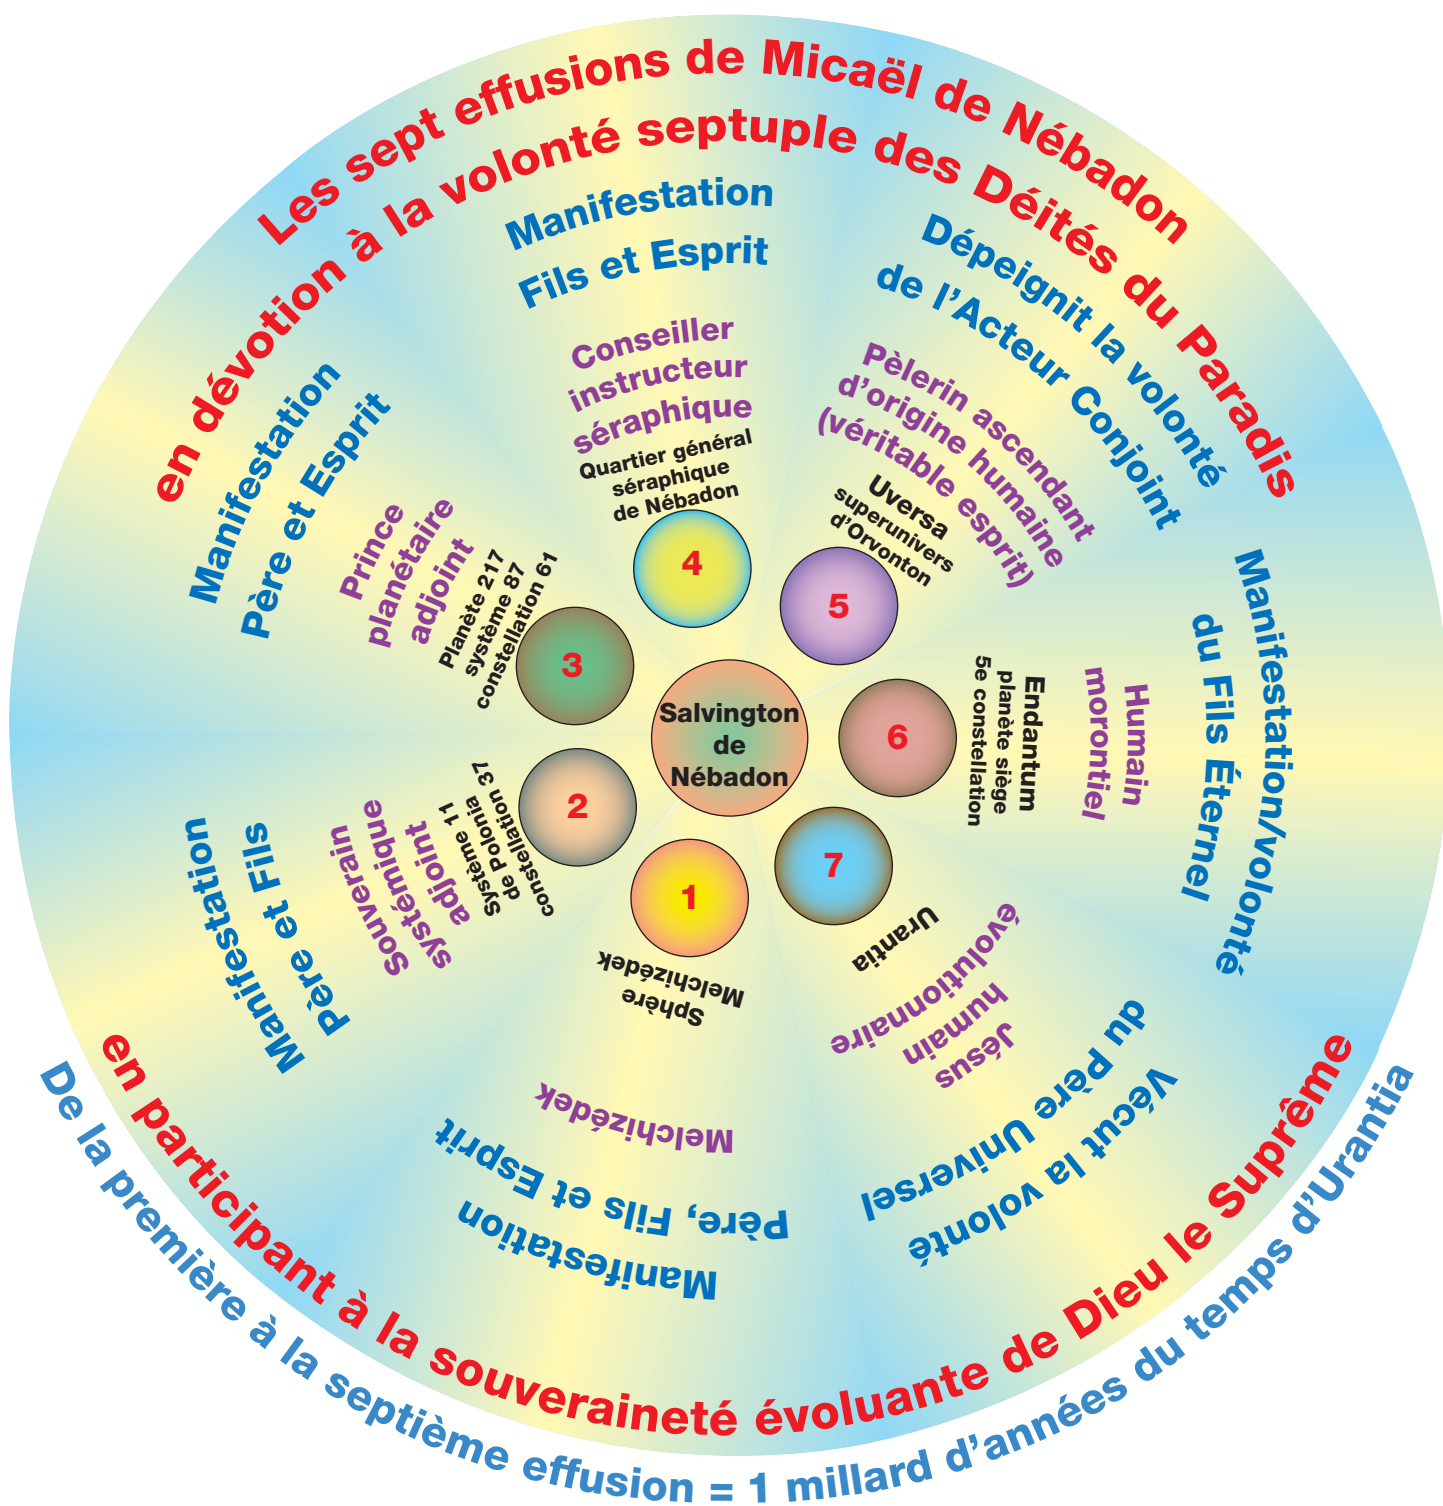 Les sept effusions de Micaël de Nébadon
en dévotion à la volonté septuple des Déités du Paradis
Salvington
de
Nébadon
1
Sphère
Melchizédek
Melchizédek
Manifestation
Père, Fils et Esprit
2
Système 11
de Polonia
constellation 37
Souverain
systémique
adjoint
Manifestation
Père et Fils
3
Planète 217
système 87
constellation 61
Prince
planétaire
adjoint
Manifestation
Père et Esprit
4
Quartier général
séraphique
de Nébadon
Conseiller
instructeur
séraphique
Manifestation
Fils et Esprit
5
Uversa
superunivers
d'Orvonton
Pèlerin ascendant
d'origine humaine
(véritable esprit)
Dépeignit la volonté
de l'Acteur Conjoint
6
Endantum
planète siège
5e constellation
Humain
morontiel
Manifestation/volonté
du Fils Éternel
7
Urantia
Jésus
humain
évolutionnaire
Vécut la volonté
du Père Universel
en participant à la souveraineté évoluante de Dieu le Suprême
De la première à la septième effusion = 1 millard d'années du temps d'Urantia